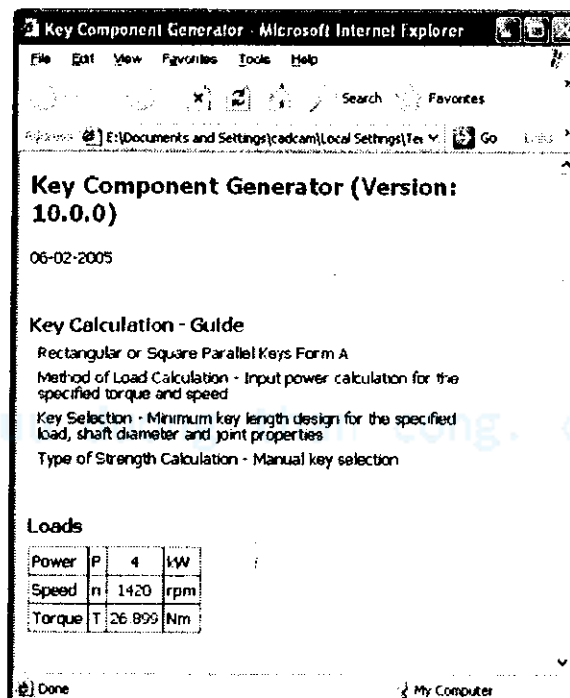 Key Component Generator - Microsoft Internet Explorer
File Edit View Favorites Tools Help
Search Favorites
Address E:\Documents and Settings\cadcam\Local Settings\Te Go Links
Key Component Generator (Version:
10.0.0)
06-02-2005
Key Calculation - Guide
Rectangular or Square Parallel Keys Form A
Method of Load Calculation - Input power calculation for the
specified torque and speed
Key Selection - Minimum key length design for the specified
load, shaft diameter and joint properties
Type of Strength Calculation - Manual key selection
Loads
Power P 4 kW
Speed n 1420 rpm
Torque T 26.899 Nm
Done My Computer